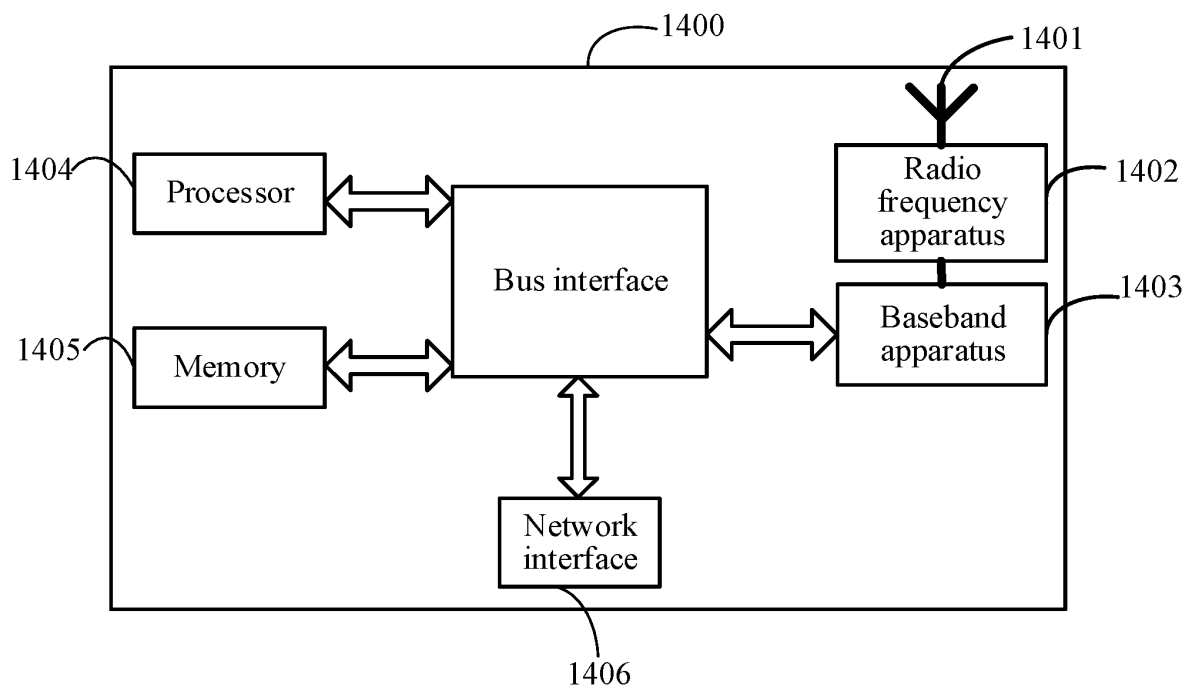 1400
1401
1404
Processor
Radio
frequency
apparatus
1402
Bus interface
1403
Baseband
apparatus
1405
Memory
Network
interface
1406